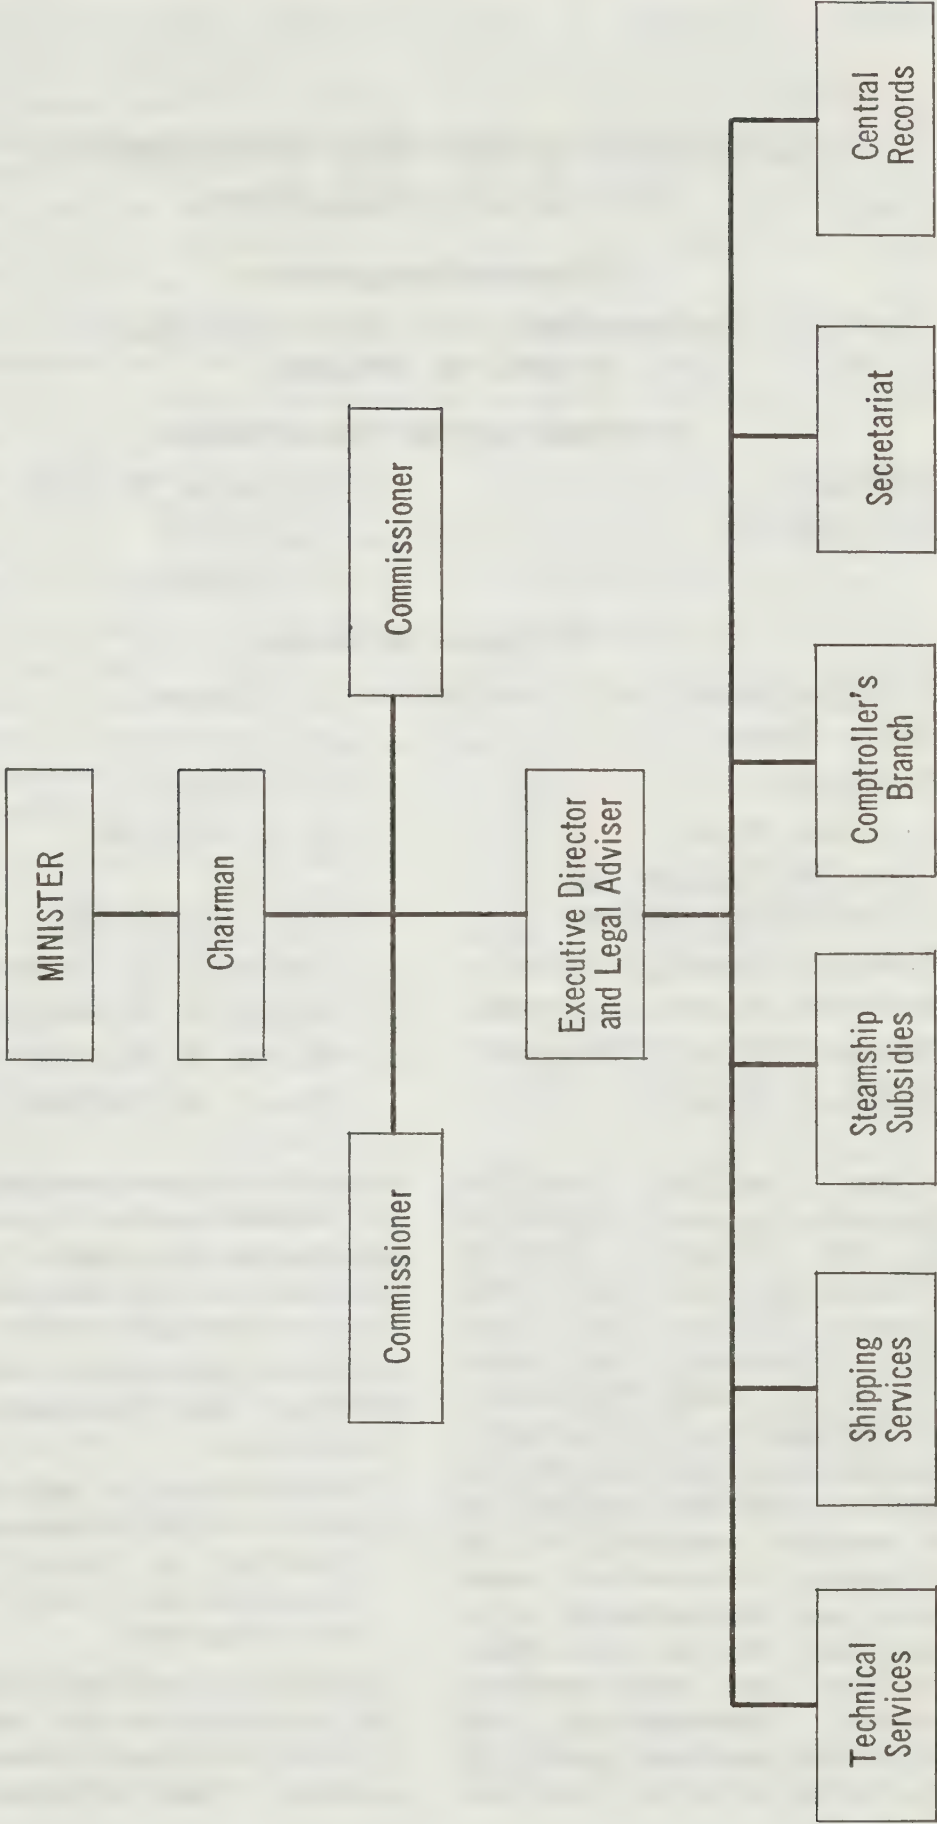 MINISTER
Chairman
Commissioner
Commissioner
Executive Director
and Legal Adviser
Technical
Services
Shipping
Services
Steamship
Subsidies
Comptroller's
Branch
Secretariat
Central
Records